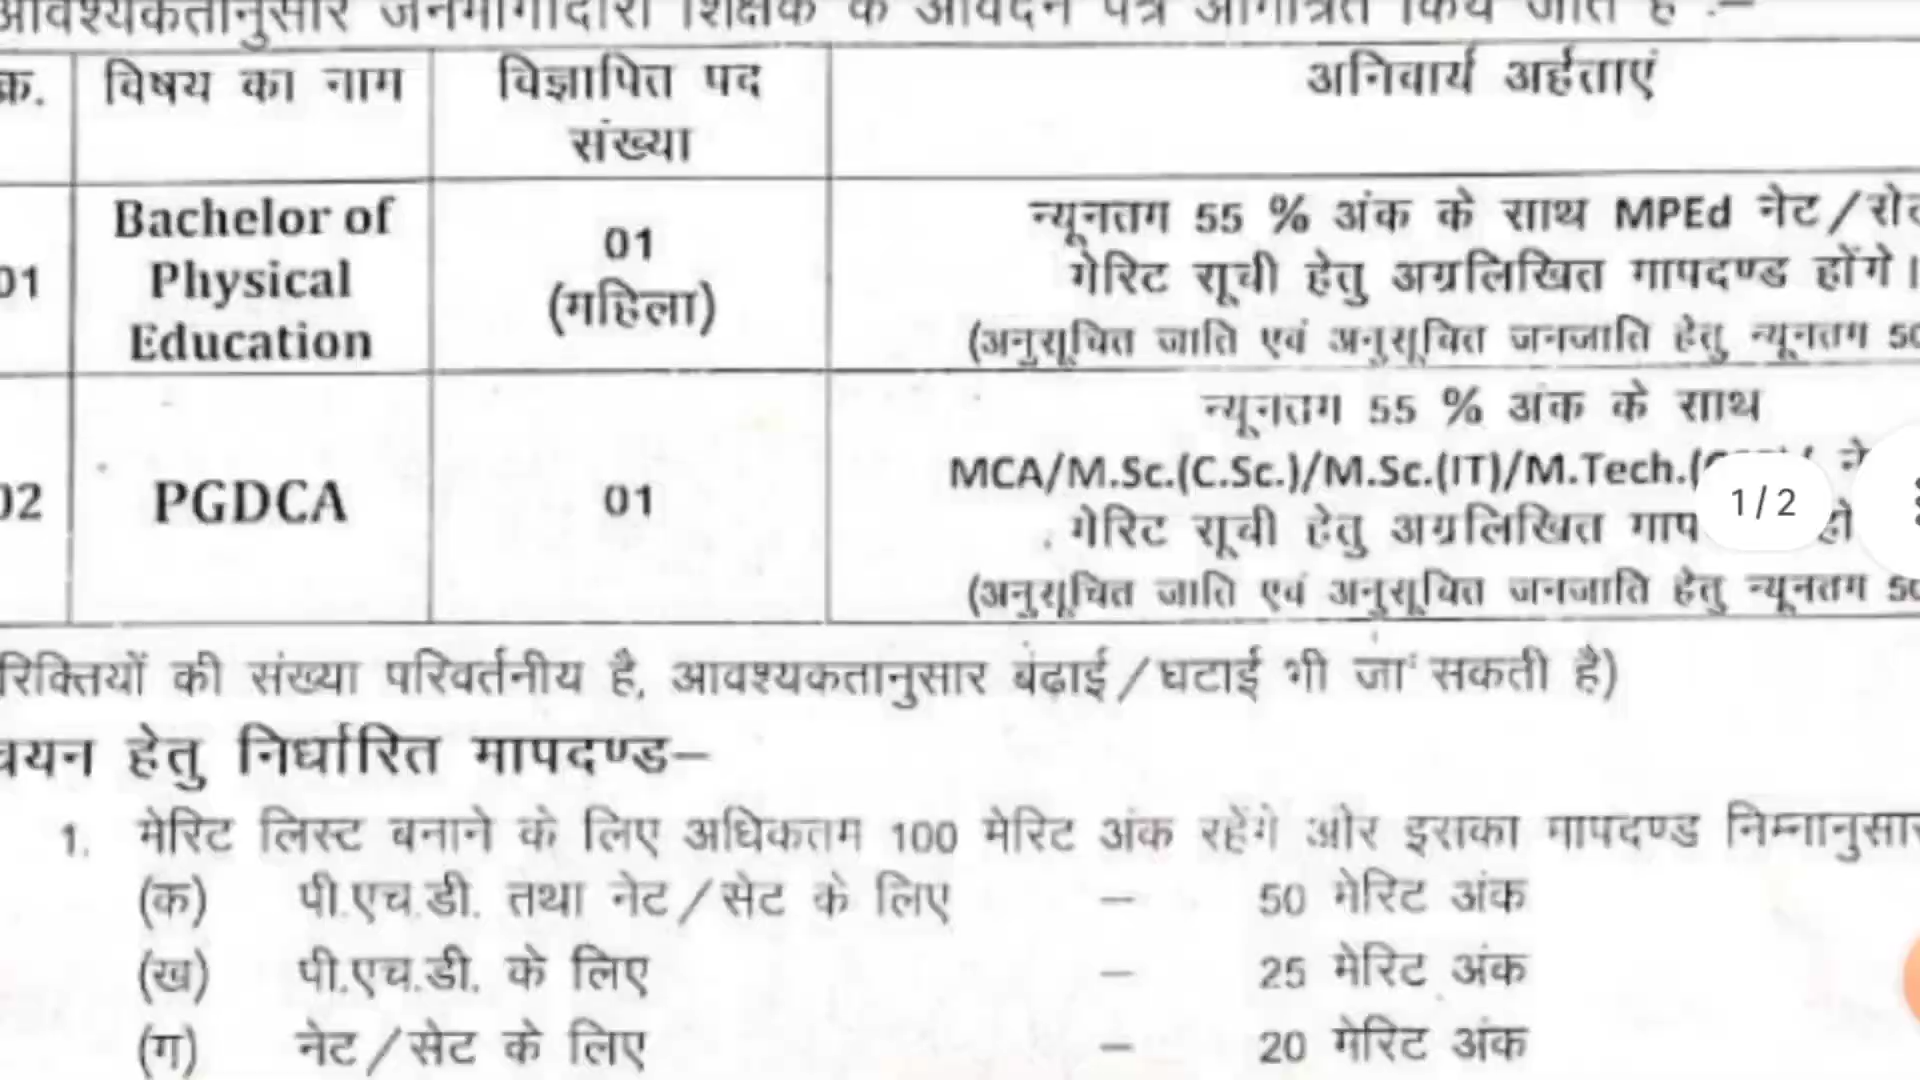 आवश्यकतानुसार जनभागीदारी शिक्षक के आवेदन पत्र आमंत्रित किये जाते है :–
क्र. विषय का नाम विज्ञापित पद संख्या अनिवार्य अर्हताएं
01 Bachelor of Physical Education 01 (महिला)
न्यूनतम 55 % अंक के साथ MPEd नेट/
मेरिट सूची हेतु अग्रलिखित मापदण्ड होंगे।
(अनुसूचित जाति एवं अनुसूचित जनजाति हेतु न्यूनतम
02 PGDCA 01
न्यूनतम 55 % अंक के साथ
MCA/M.Sc.(C.Sc.)/M.Sc.(IT)/M.Tech.
मेरिट सूची हेतु अग्रलिखित
(अनुसूचित जाति एवं अनुसूचित जनजाति हेतु न्यूनतम
1/2
रिक्तियों की संख्या परिवर्तनीय है, आवश्यकतानुसार बढाई/घटाई भी जा सकती है)
चयन हेतु निर्धारित मापदण्ड–
1. मेरिट लिस्ट बनाने के लिए अधिकतम 100 मेरिट अंक रहेंगे और इसका मापदण्ड निम्नानुसार
(क) पी.एच.डी. तथा नेट/सेट के लिए – 50 मेरिट अंक
(ख) पी.एच.डी. के लिए – 25 मेरिट अंक
(ग) नेट/सेट के लिए – 20 मेरिट अंक